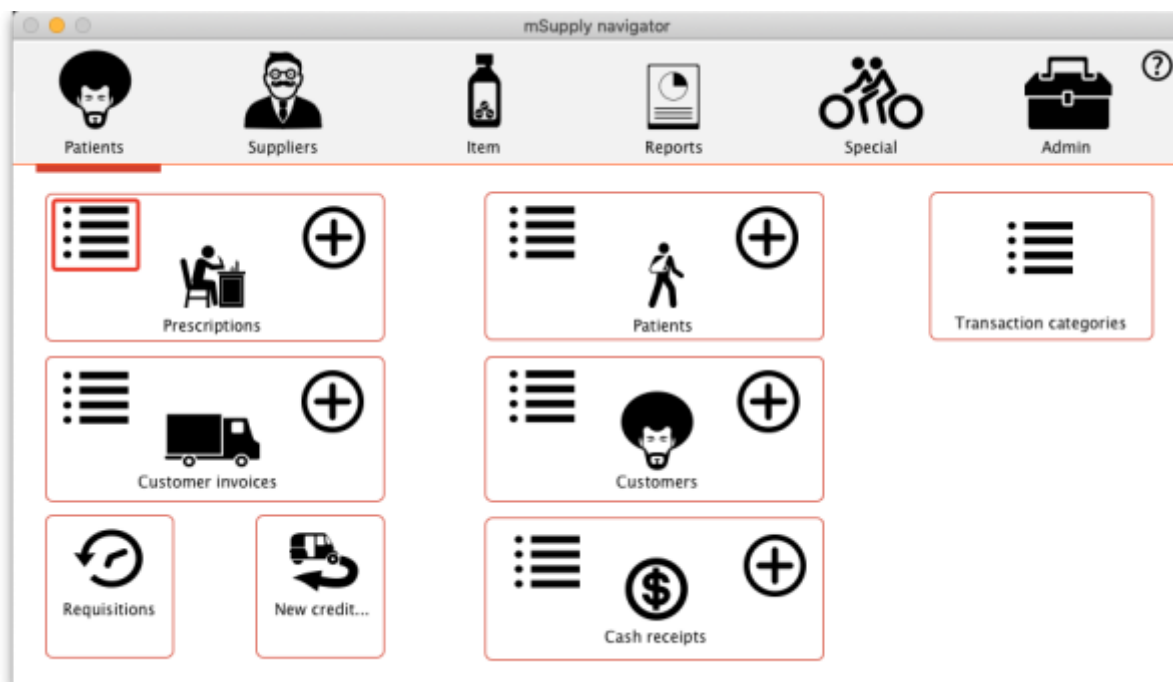 mSupply navigator
?
Patients
Suppliers
Item
Reports
Special
Admin
Prescriptions
Patients
Transaction categories
Customer invoices
Customers
Requisitions
New credit...
$
Cash receipts